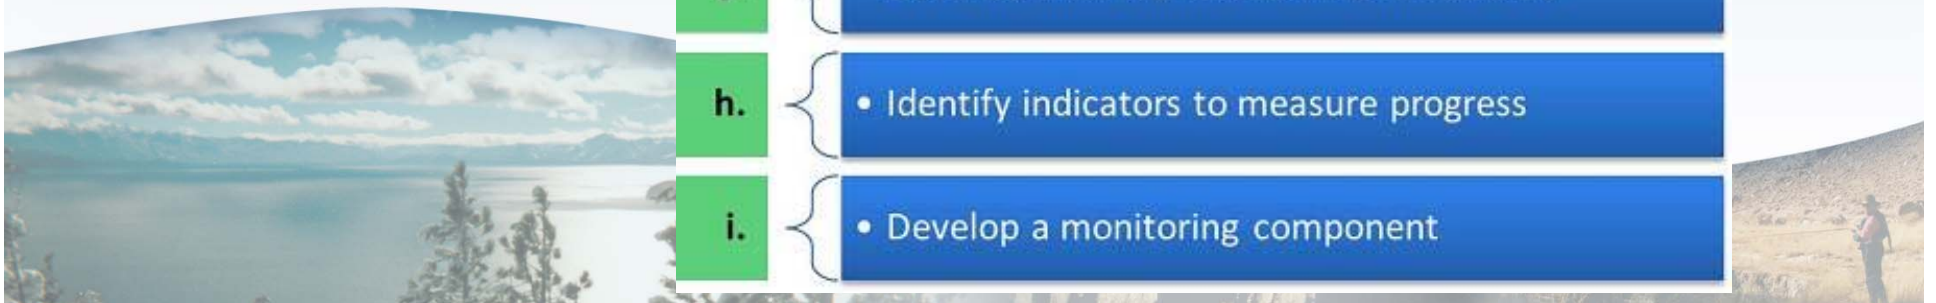 h. • Identify indicators to measure progress
i. • Develop a monitoring component